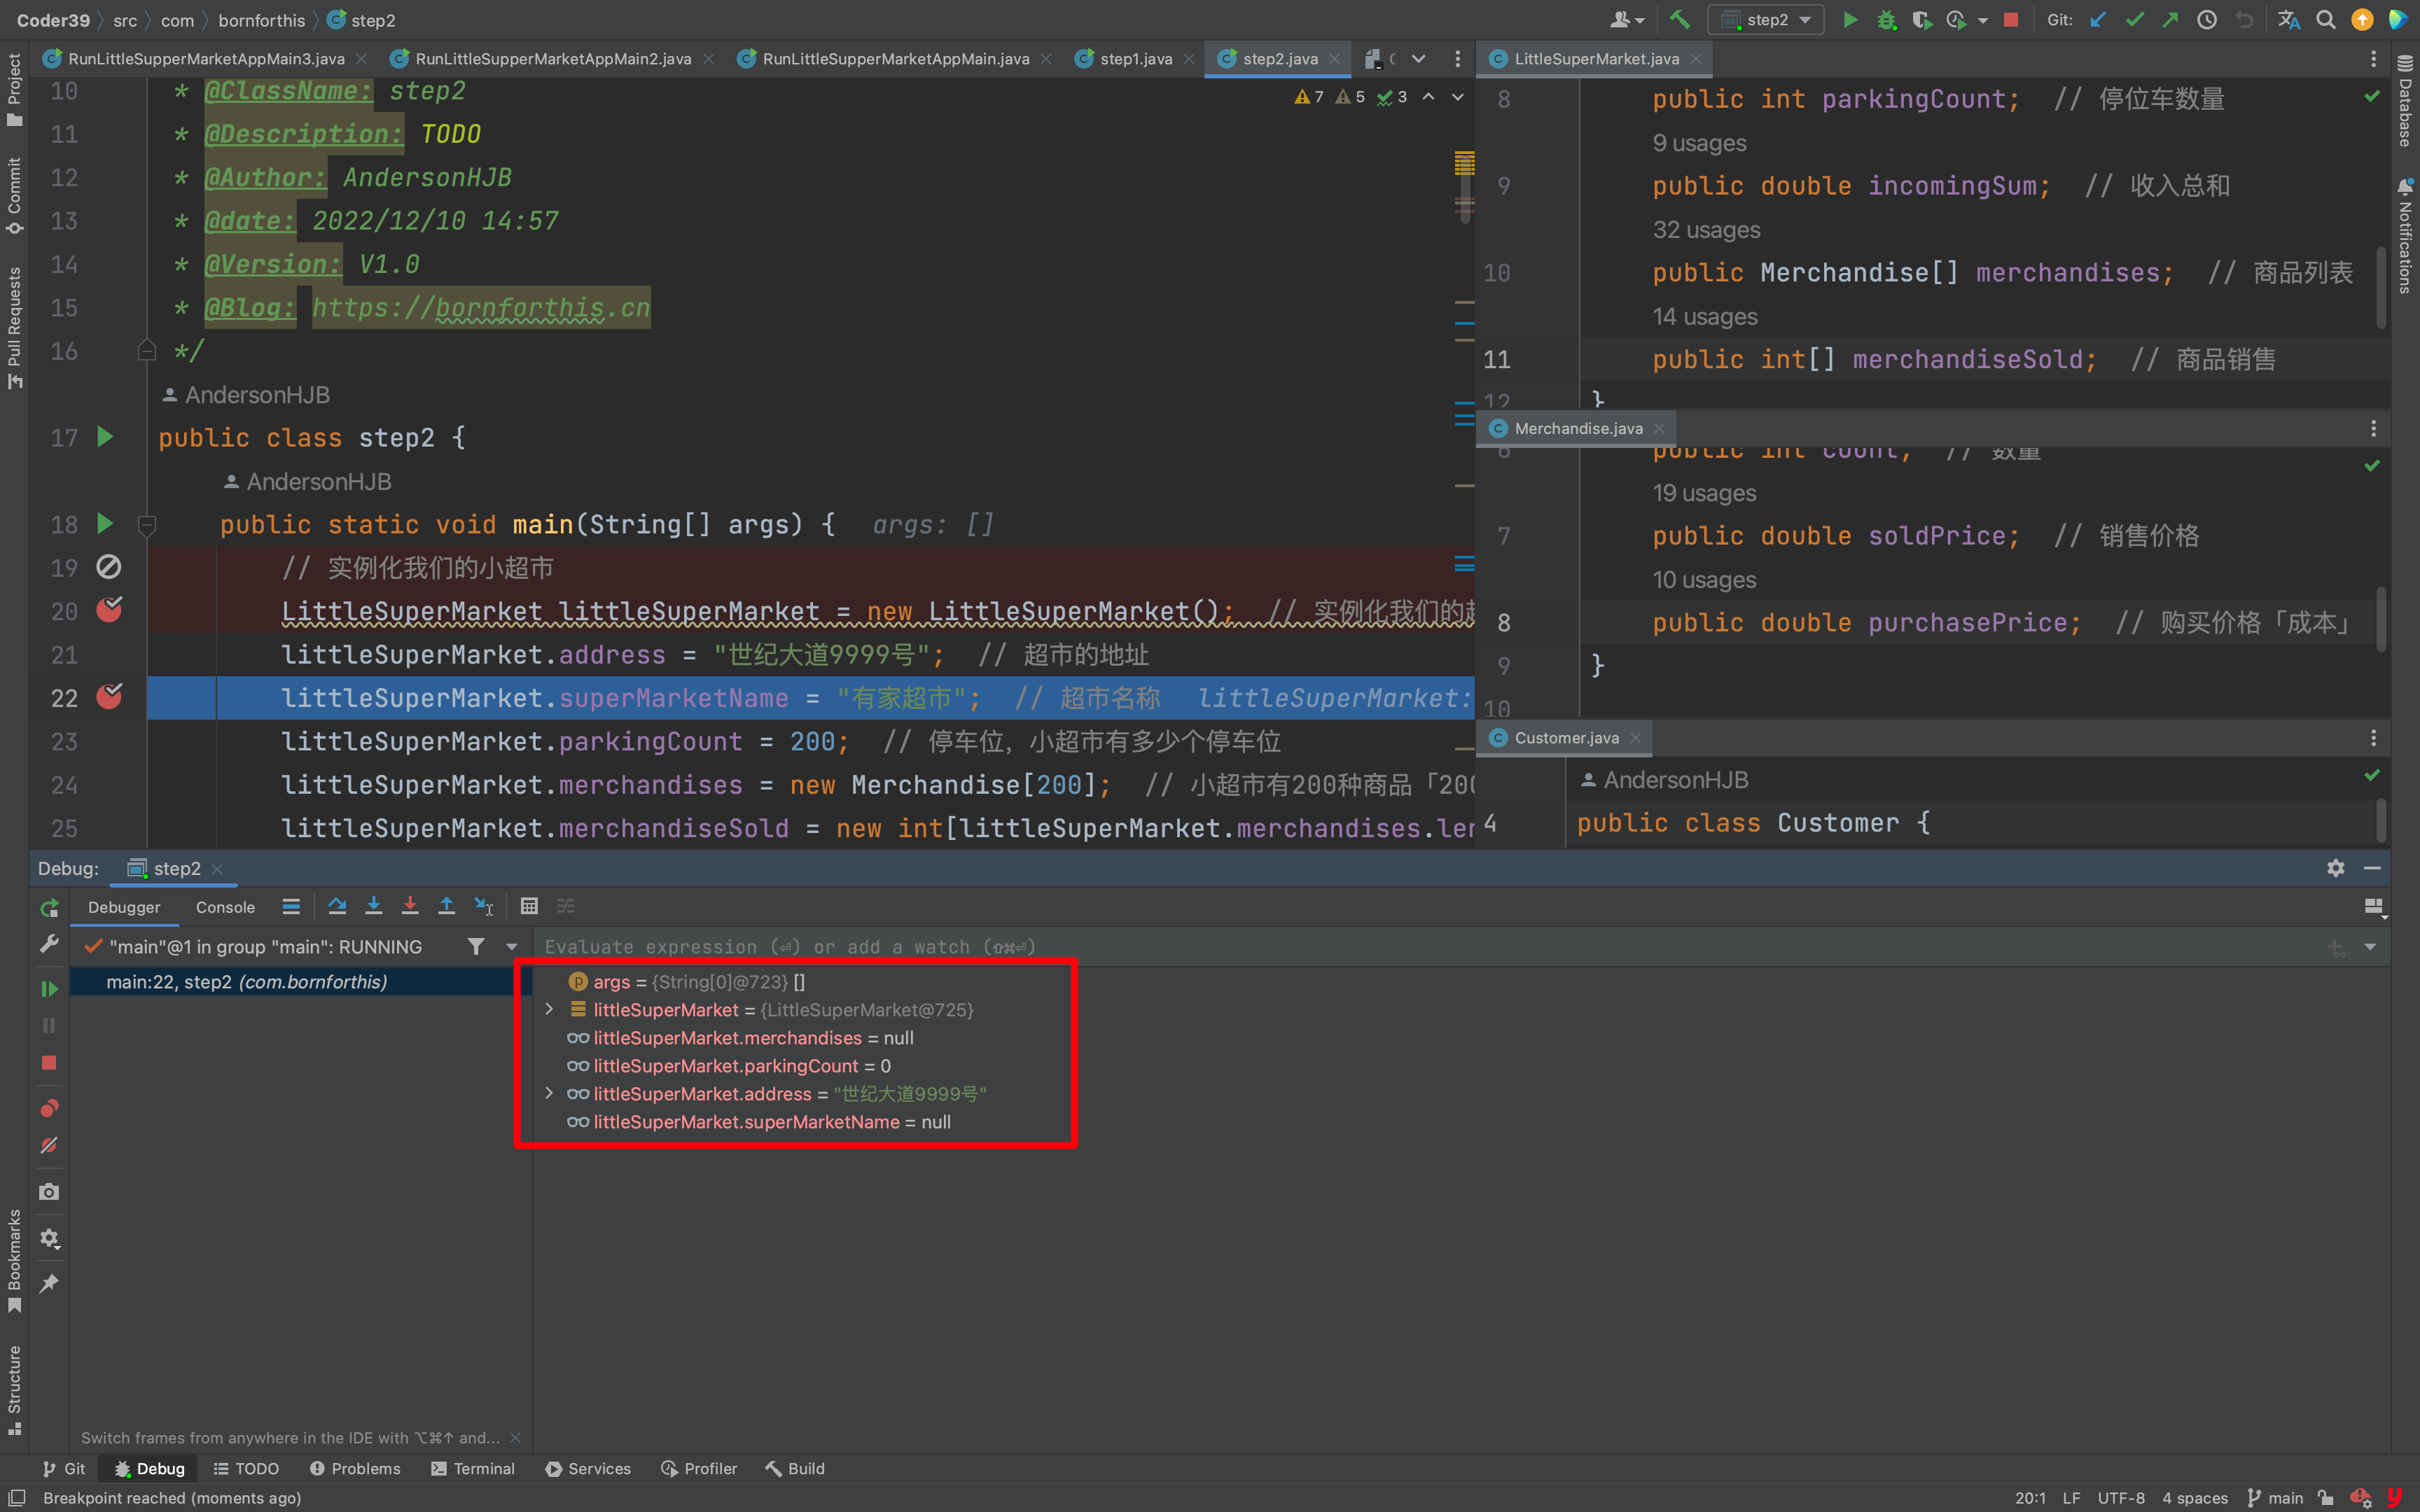 Coder39 src com bornforthis step2
step2 Git:
RunLittleSupperMarketAppMain3.java RunLittleSupperMarketAppMain2.java RunLittleSupperMarketAppMain.java step1.java step2.java
LittleSuperMarket.java
Project
Commit
Pull Requests
Bookmarks
Structure
7 5 3
10 * @ClassName: step2
11 * @Description: TODO
12 * @Author: AndersonHJB
13 * @date: 2022/12/10 14:57
14 * @Version: V1.0
15 * @Blog: https://bornforthis.cn
16 */
AndersonHJB
17 public class step2 {
AndersonHJB
18 public static void main(String[] args) { args: []
19 // 实例化我们的小超市
20 LittleSuperMarket littleSuperMarket = new LittleSuperMarket(); // 实例化我们的超
21 littleSuperMarket.address = "世纪大道9999号"; // 超市的地址
22 littleSuperMarket.superMarketName = "有家超市"; // 超市名称 littleSuperMarket:
23 littleSuperMarket.parkingCount = 200; // 停车位，小超市有多少个停车位
24 littleSuperMarket.merchandises = new Merchandise[200]; // 小超市有200种商品「200
25 littleSuperMarket.merchandiseSold = new int[littleSuperMarket.merchandises.len
8 public int parkingCount; // 停位车数量
9 usages
9 public double incomingSum; // 收入总和
32 usages
10 public Merchandise[] merchandises; // 商品列表
14 usages
11 public int[] merchandiseSold; // 商品销售
12 }
Merchandise.java
6 public int count; // 数量
19 usages
7 public double soldPrice; // 销售价格
10 usages
8 public double purchasePrice; // 购买价格「成本」
9 }
10
Customer.java
AndersonHJB
4 public class Customer {
Database
Notifications
Debug: step2
Debugger Console
"main"@1 in group "main": RUNNING
Evaluate expression (⏎) or add a watch (⇧⌘⏎)
main:22, step2 (com.bornforthis)
args = {String[0]@723} []
littleSuperMarket = {LittleSuperMarket@725}
littleSuperMarket.merchandises = null
littleSuperMarket.parkingCount = 0
littleSuperMarket.address = "世纪大道9999号"
littleSuperMarket.superMarketName = null
Switch frames from anywhere in the IDE with ⌥⌘↑ and...
Git Debug TODO Problems Terminal Services Profiler Build
Breakpoint reached (moments ago)
20:1 LF UTF-8 4 spaces main